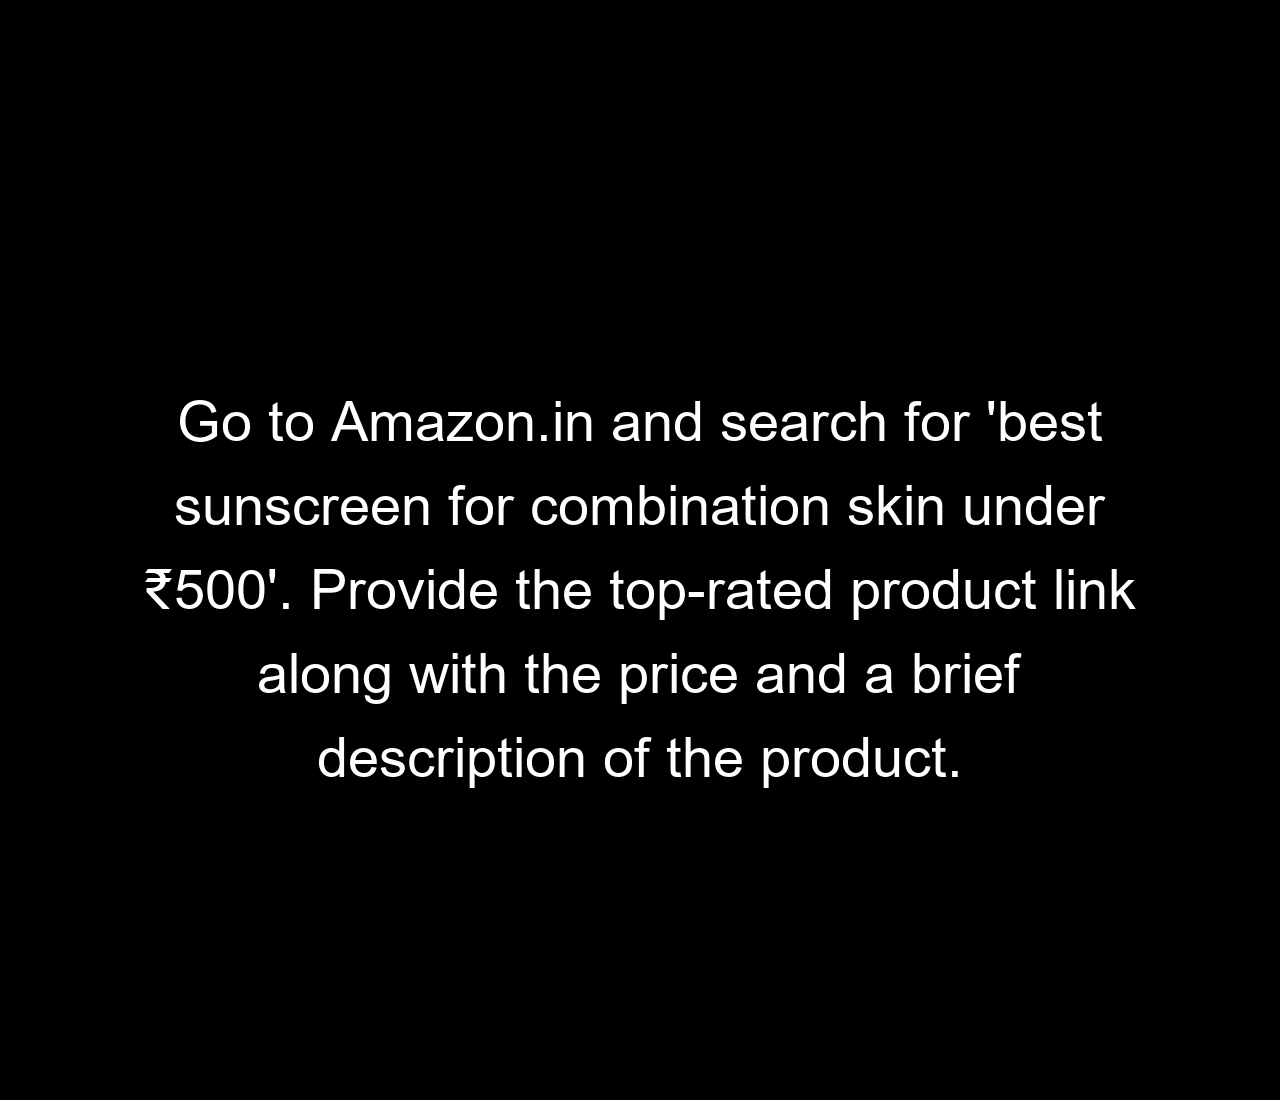 Go to Amazon.in and search for 'best
sunscreen for combination skin under
₹500'. Provide the top-rated product link
along with the price and a brief
description of the product.